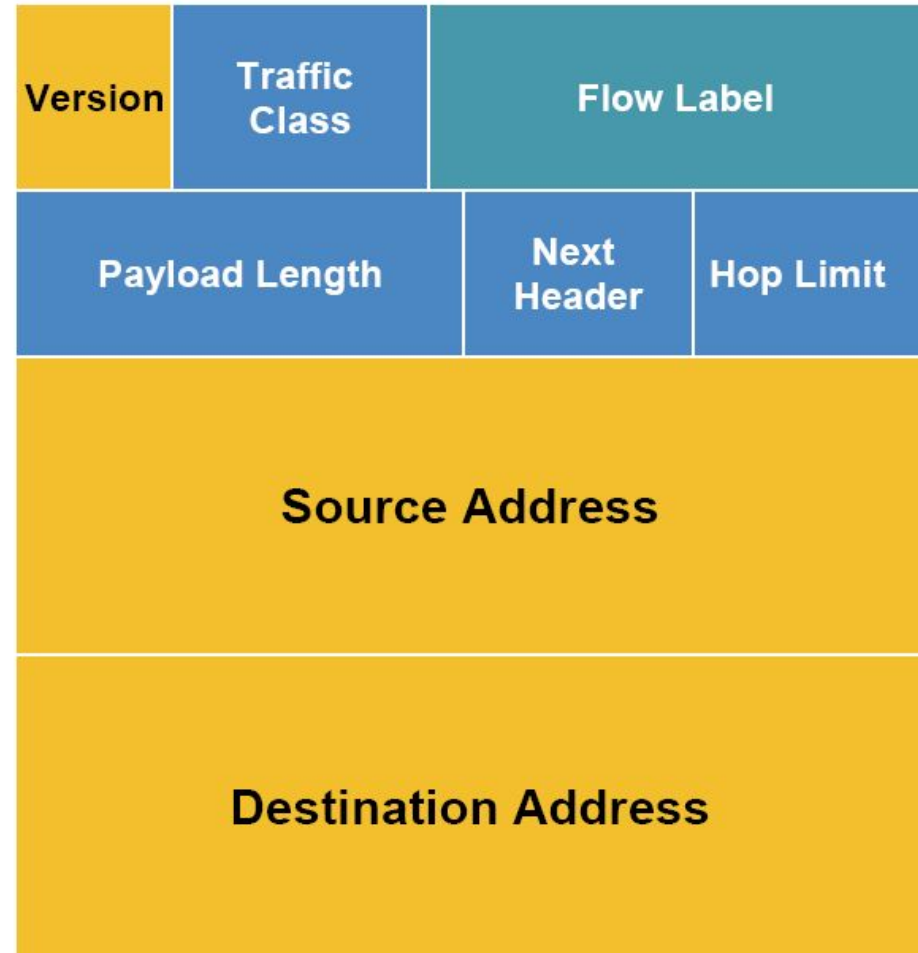 Version
Traffic
Class
Flow Label
Payload Length
Next
Header
Hop Limit
Source Address
Destination Address